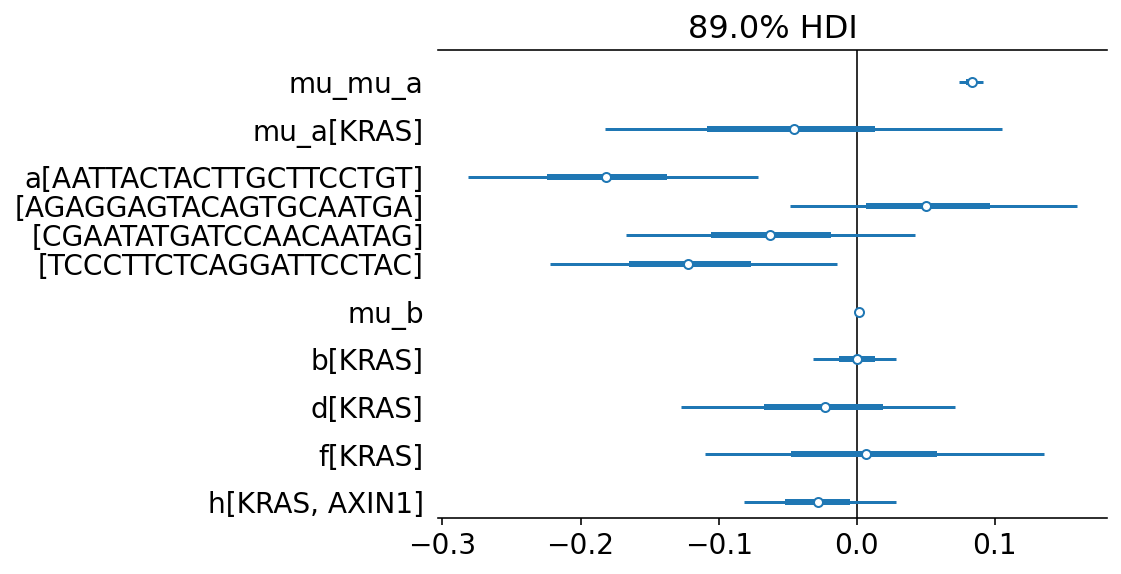 89.0% HDI
mu_mu_a
mu_a[KRAS]
a[AATTACTACTTGCTTCCTGT]
[AGAGGAGTACAGTGCAATGA]
[CGAATATGATCCAACAATAG]
[TCCCTTCTCAGGATTCCTAC]
mu_b
b[KRAS]
d[KRAS]
f[KRAS]
h[KRAS, AXIN1]
−0.3 −0.2 −0.1 0.0 0.1